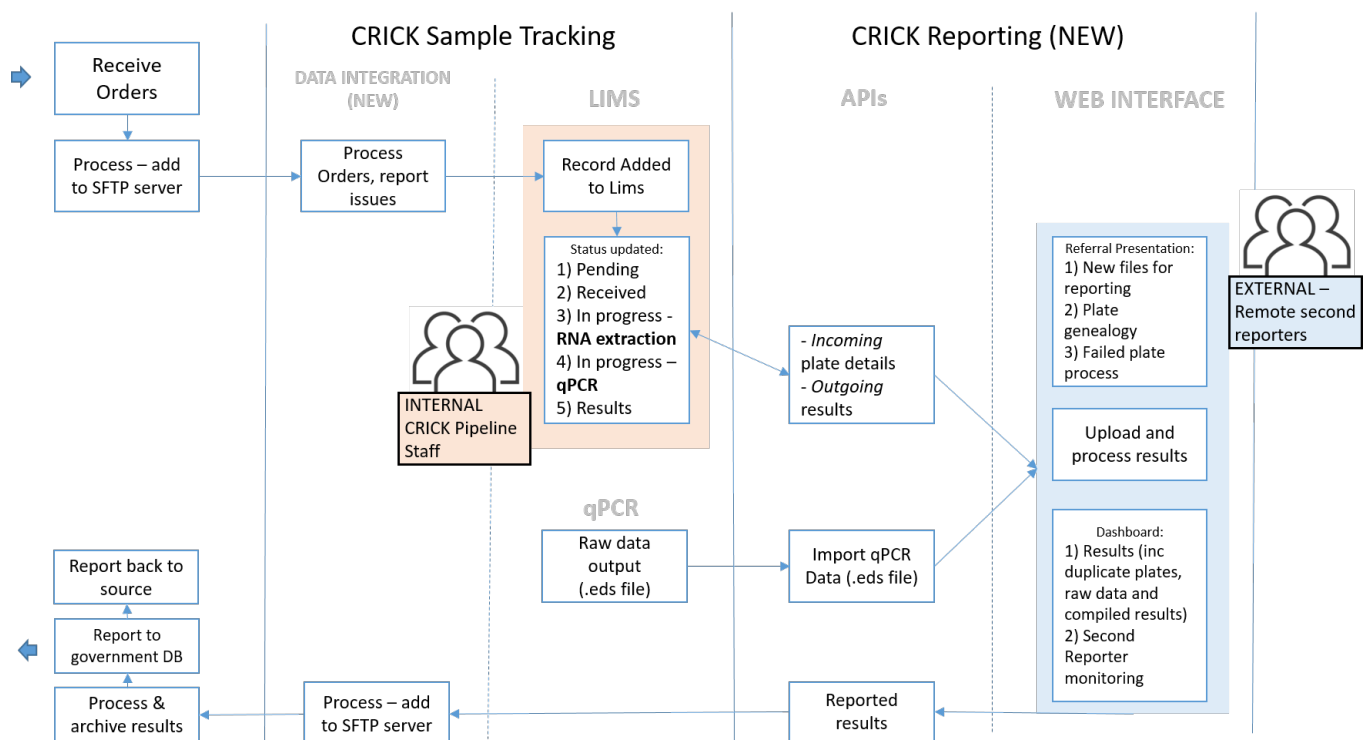 CRICK Sample Tracking
CRICK Reporting (NEW)
DATA INTEGRATION
(NEW)
LIMS
APIs
WEB INTERFACE
Receive
Orders
Process – add
to SFTP server
Process
Orders, report
issues
Record Added
to Lims
Status updated:
1) Pending
2) Received
3) In progress -
RNA extraction
4) In progress –
qPCR
5) Results
INTERNAL
CRICK Pipeline
Staff
- Incoming
plate details
- Outgoing
results
Referral Presentation:
1) New files for
reporting
2) Plate
genealogy
3) Failed plate
process
EXTERNAL –
Remote second
reporters
Upload and
process results
qPCR
Raw data
output
(.eds file)
Import qPCR
Data (.eds file)
Dashboard:
1) Results (inc
duplicate plates,
raw data and
compiled results)
2) Second
Reporter
monitoring
Report back to
source
Report to
government DB
Process &
archive results
Process – add
to SFTP server
Reported
results